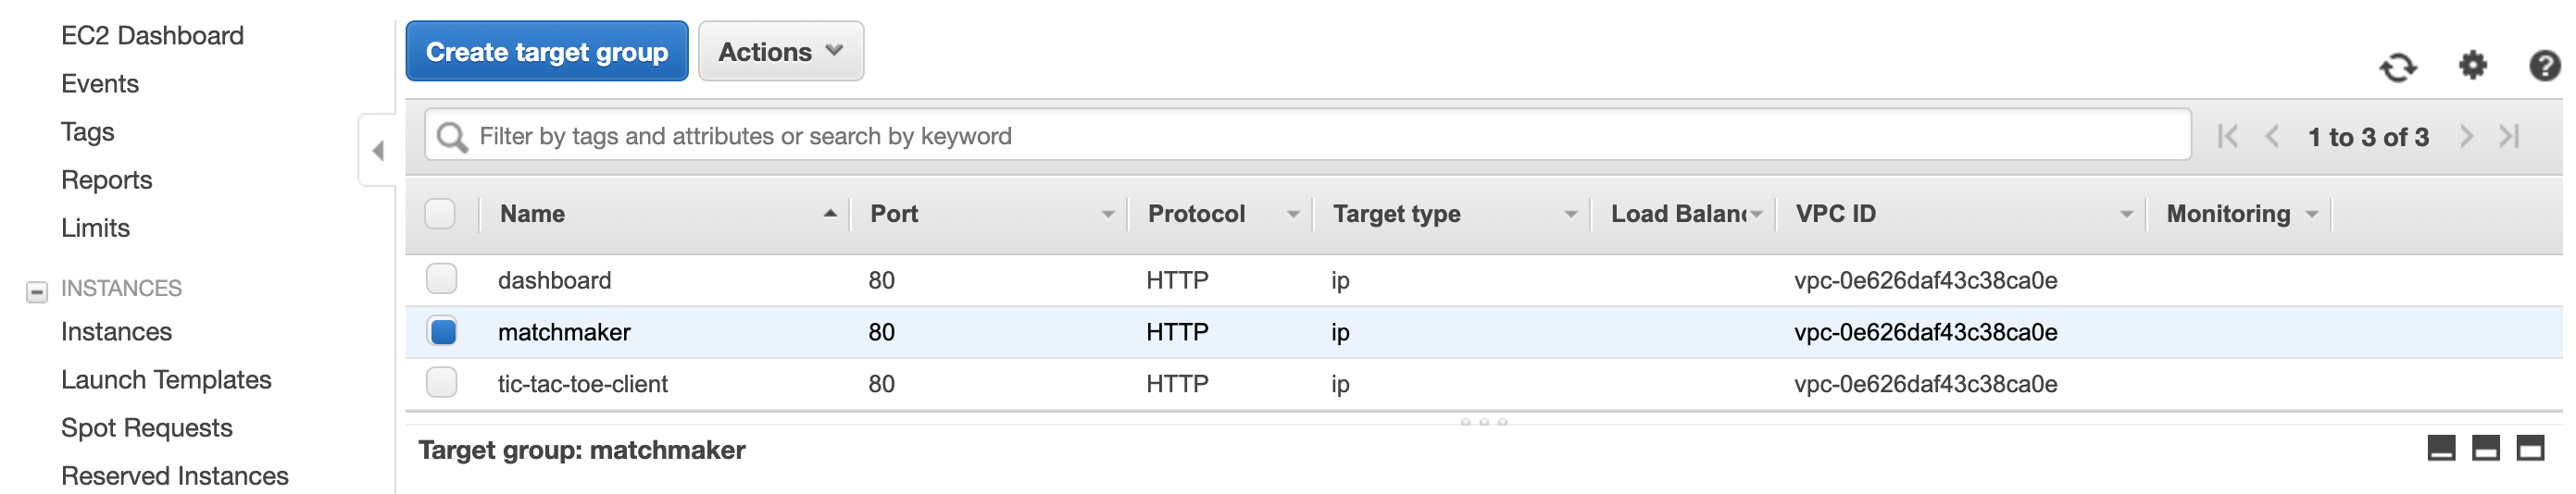 EC2 Dashboard
Events
Tags
Reports
Limits
INSTANCES
Instances
Launch Templates
Spot Requests
Reserved Instances
Create target group Actions
Filter by tags and attributes or search by keyword 1 to 3 of 3
Name Port Protocol Target type Load Balanc VPC ID Monitoring
dashboard 80 HTTP ip vpc-0e626daf43c38ca0e
matchmaker 80 HTTP ip vpc-0e626daf43c38ca0e
tic-tac-toe-client 80 HTTP ip vpc-0e626daf43c38ca0e
Target group: matchmaker